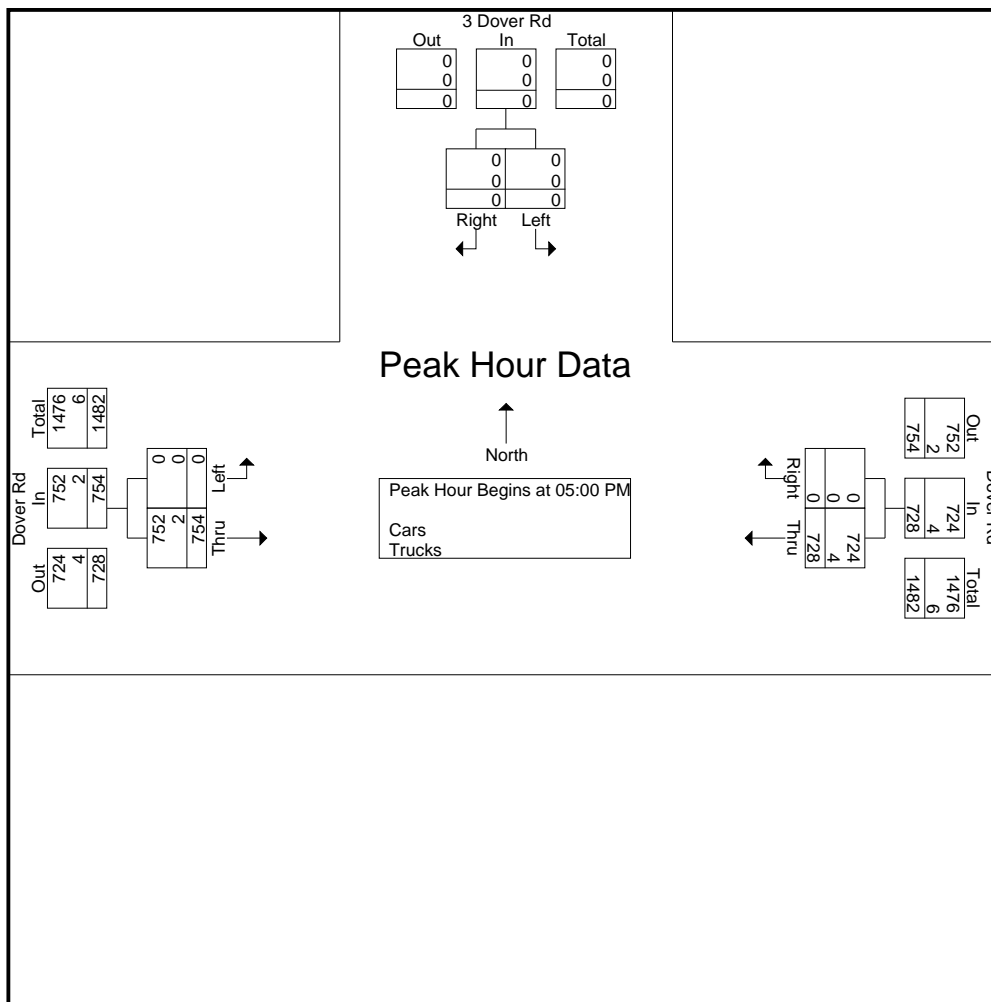 3 Dover Rd
Out In Total
0 0 0
0 0 0
0 0 0
0 0
0 0
0 0
Right Left
Peak Hour Data
North
Peak Hour Begins at 05:00 PM
Cars
Trucks
Dover Rd
Total
1476
6
1482
In
752
2
754
Out
724
4
728
Left
0
0
0
Thru
752
2
754
Dover Rd
Out
752
2
754
In
724
4
728
Total
1476
6
1482
Right
0
0
0
Thru
724
4
728